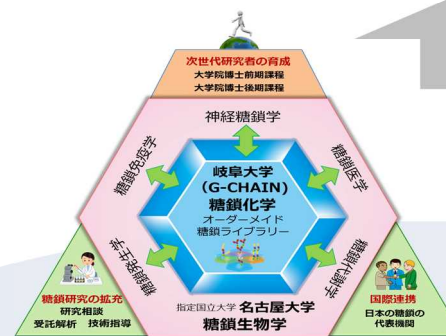 次世代研究者の育成
大学院博士前期課程
大学院博士後期課程
神経糖鎖学
糖鎖免疫学
糖鎖医学
岐阜大学
(G-CHAIN)
糖鎖化学
オーダーメイド
糖鎖ライブラリー
糖鎖発生学
糖鎖代謝学
糖鎖研究の拡充
研究相談
受託解析 技術指導
指定国立大学 名古屋大学
糖鎖生物学
国際連携
日本の糖鎖の
代表機関